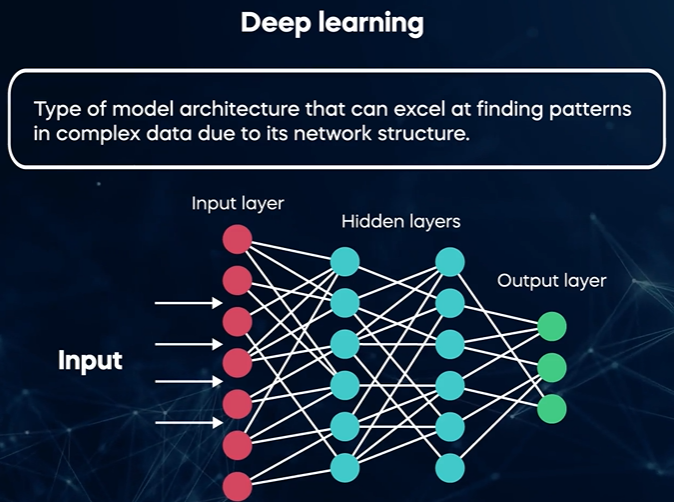 Deep learning
Type of model architecture that can excel at finding patterns
in complex data due to its network structure.
Input layer
Hidden layers
Output layer
Input